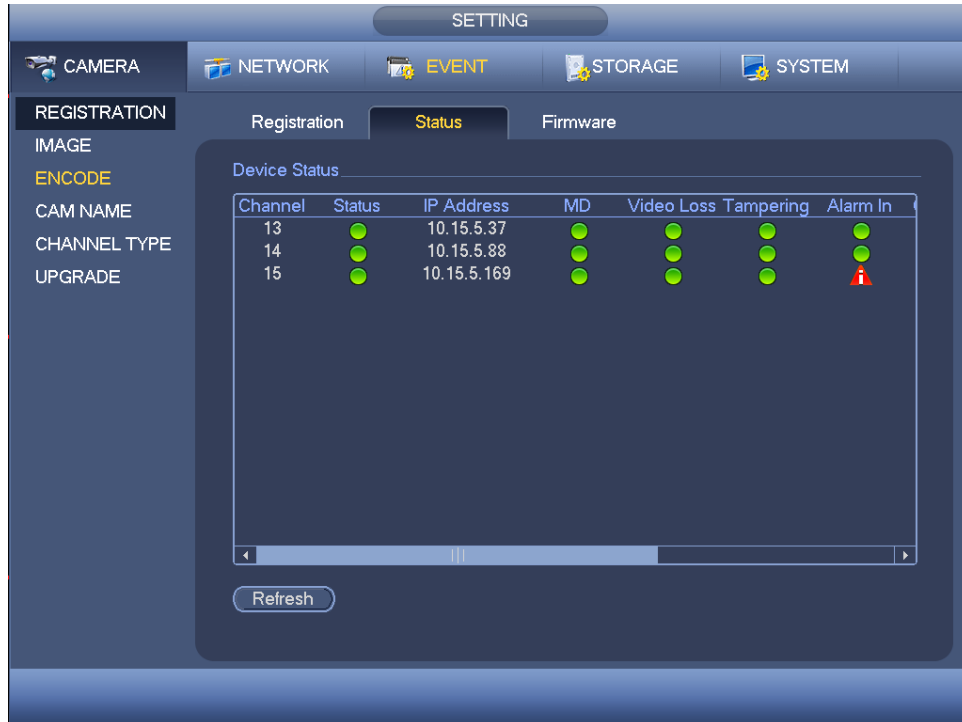 SETTING
CAMERA NETWORK EVENT STORAGE SYSTEM
REGISTRATION
IMAGE
ENCODE
CAM NAME
CHANNEL TYPE
UPGRADE
Registration Status Firmware
Device Status
Channel Status IP Address MD Video Loss Tampering Alarm In
13 10.15.5.37
14 10.15.5.88
15 10.15.5.169
Refresh